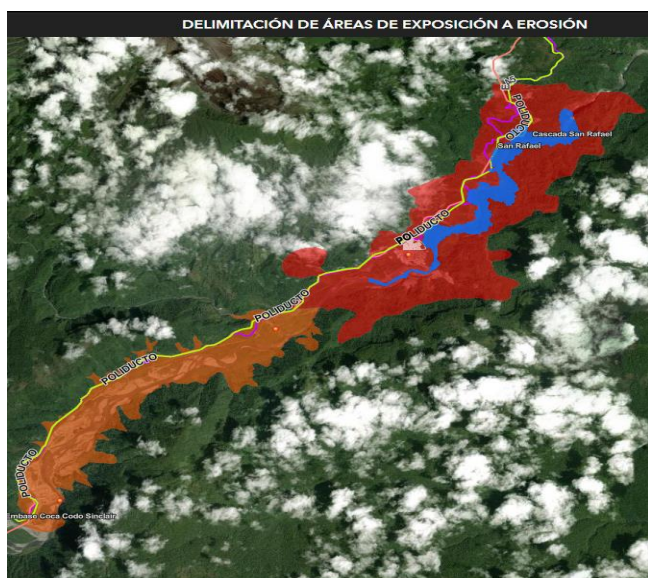 DELIMITACIÓN DE ÁREAS DE EXPOSICIÓN A EROSIÓN
POLIDUCTO
Cascada San Rafael
San Rafael
POLIDUCTO
POLIDUCTO
POLIDUCTO
POLIDUCTO
mbase Coca Codo Sinclair